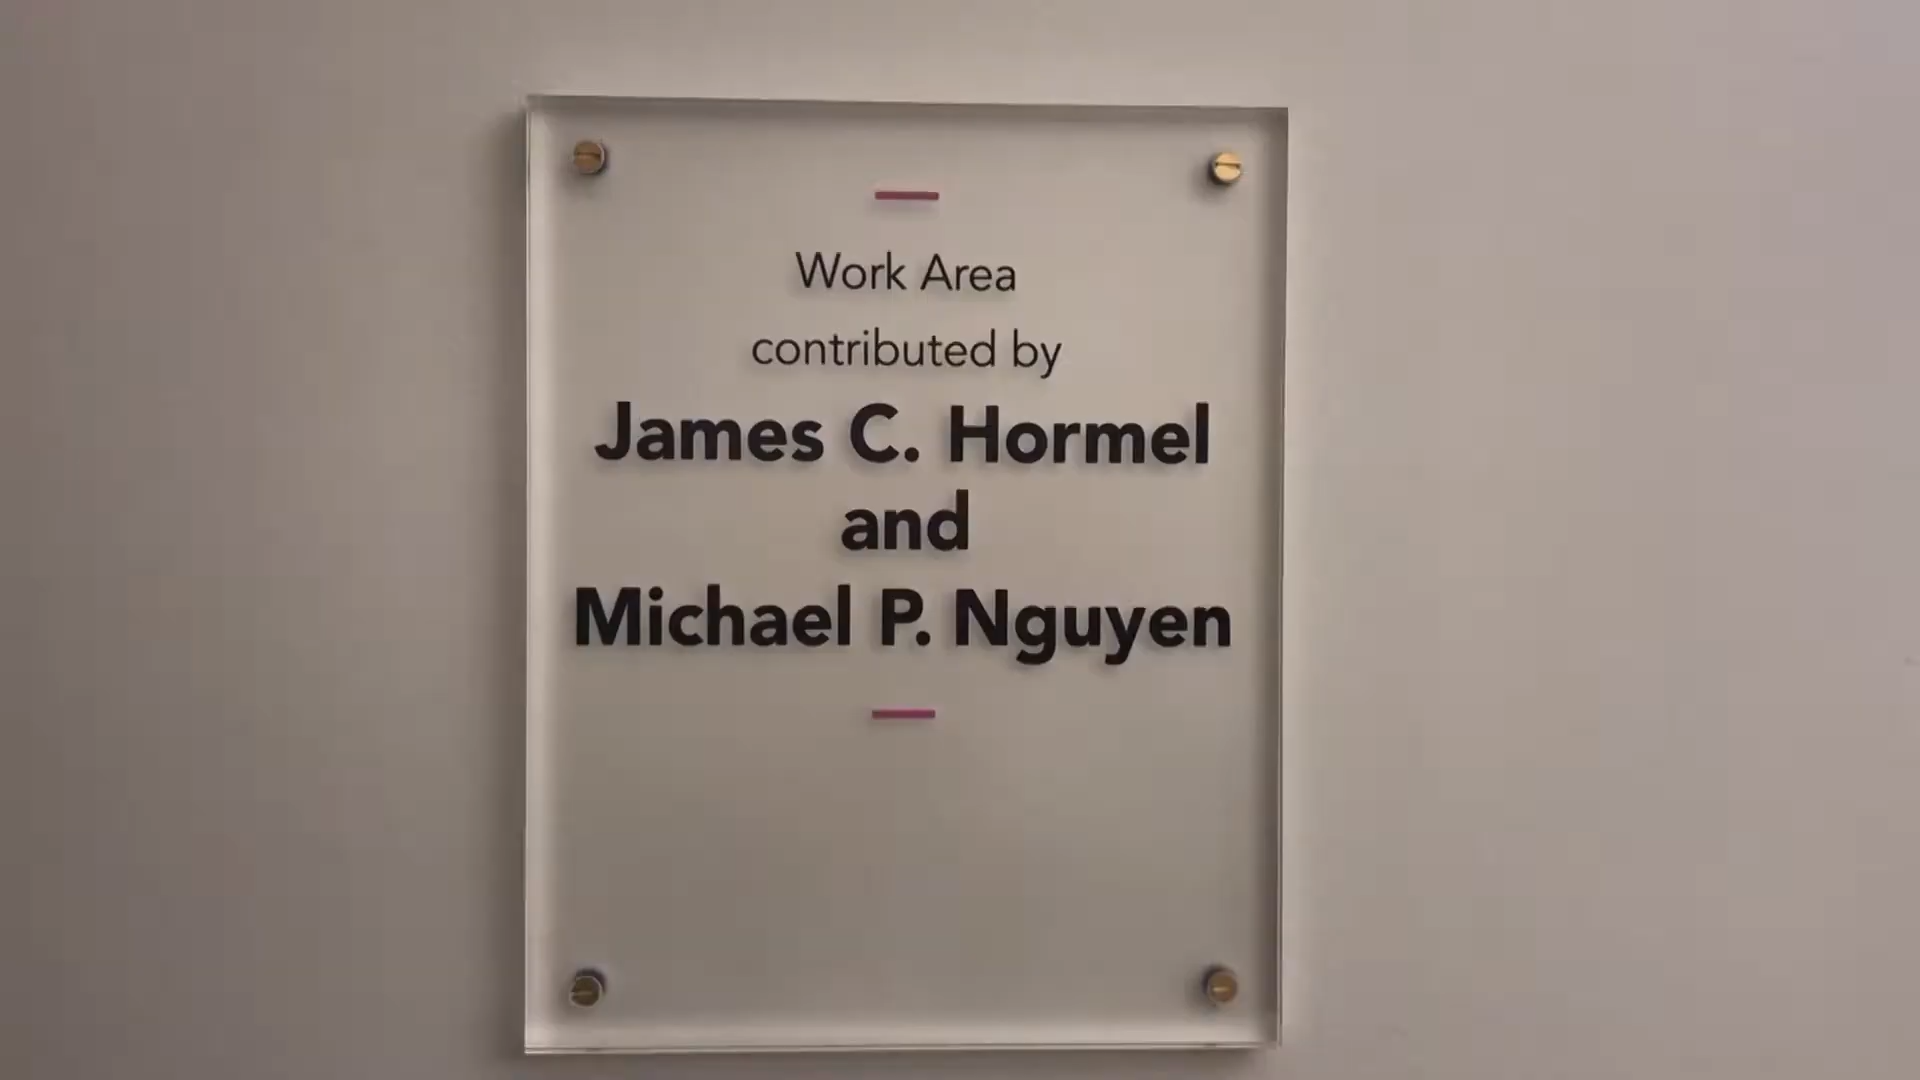 Work Area
contributed by
James C. Hormel
and
Michael P. Nguyen